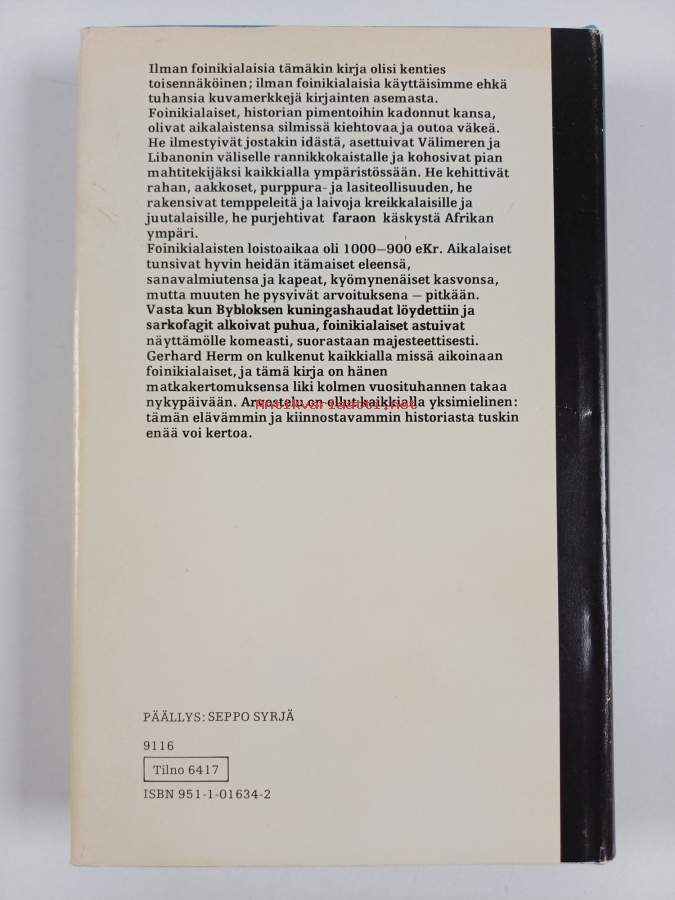 Ilman foinikialaisia tämäkin kirja olisi kenties
toisennäköinen; ilman foinikialaisia käyttäisimme ehkä
tuhansia kuvamerkkejä kirjainten asemasta.
Foinikialaiset, historian pimentoihin kadonnut kansa,
olivat aikalaistensa silmissä kiehtovaa ja outoa väkeä.
He ilmestyivät jostakin idästä, asettuivat Välimeren ja
Libanonin väliselle rannikkokaistalle ja kohosivat pian
mahtitekijäksi kaikkialla ympäristössään. He kehittivät
rahan, aakkoset, purppura- ja lasiteollisuuden, he
rakensivat temppeleitä ja laivoja kreikkalaisille ja
juutalaisille, he purjehtivat faraon käskystä Afrikan
ympäri.
Foinikialaisten loistoaikaa oli 1000–900 eKr. Aikalaiset
tunsivat hyvin heidän itämaiset eleensä,
sanavalmiutensa ja kapeat, kyömynenäiset kasvonsa,
mutta muuten he pysyivät arvoituksena – pitkään.
Vasta kun Bybloksen kuningashaudat löydettiin ja
sarkofagit alkoivat puhua, foinikialaiset astuivat
näyttämölle komeasti, suorastaan majesteettisesti.
Gerhard Herm on kulkenut kaikkialla missä aikoinaan
foinikialaiset, ja tämä kirja on hänen
matkakertomuksensa liki kolmen vuosituhannen takaa
nykypäivään. Arvostelu on ollut kaikkialla yksimielinen:
Antikvariaatti.net
tämän elävämmin ja kiinnostavammin historiasta tuskin
enää voi kertoa.
PÄÄLLYS: SEPPO SYRJÄ
9116
Tilno 6417
ISBN 951-1-01634-2